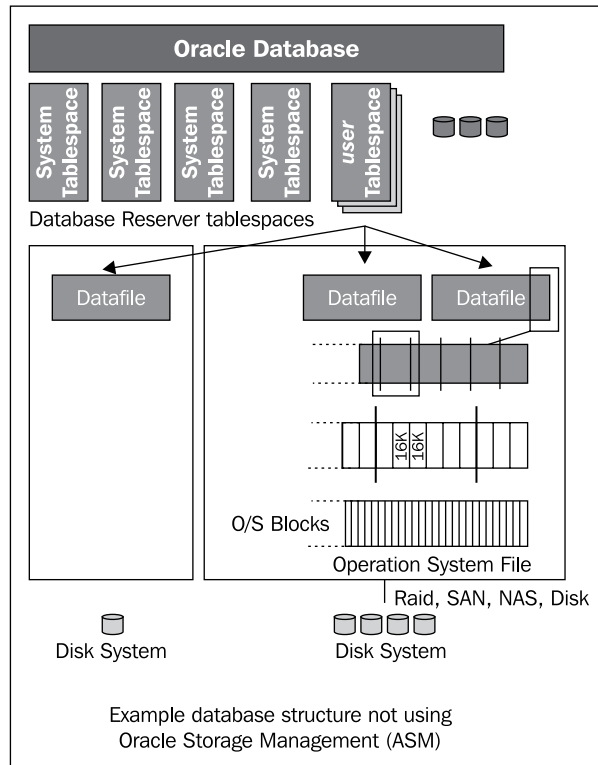 Oracle Database
System
Tablespace
System
Tablespace
System
Tablespace
System
Tablespace
user
Tablespace
Database Reserver tablespaces
Datafile
Datafile
Datafile
16K
16K
O/S Blocks
Operation System File
Raid, SAN, NAS, Disk
Disk System
Disk System
Example database structure not using
Oracle Storage Management (ASM)